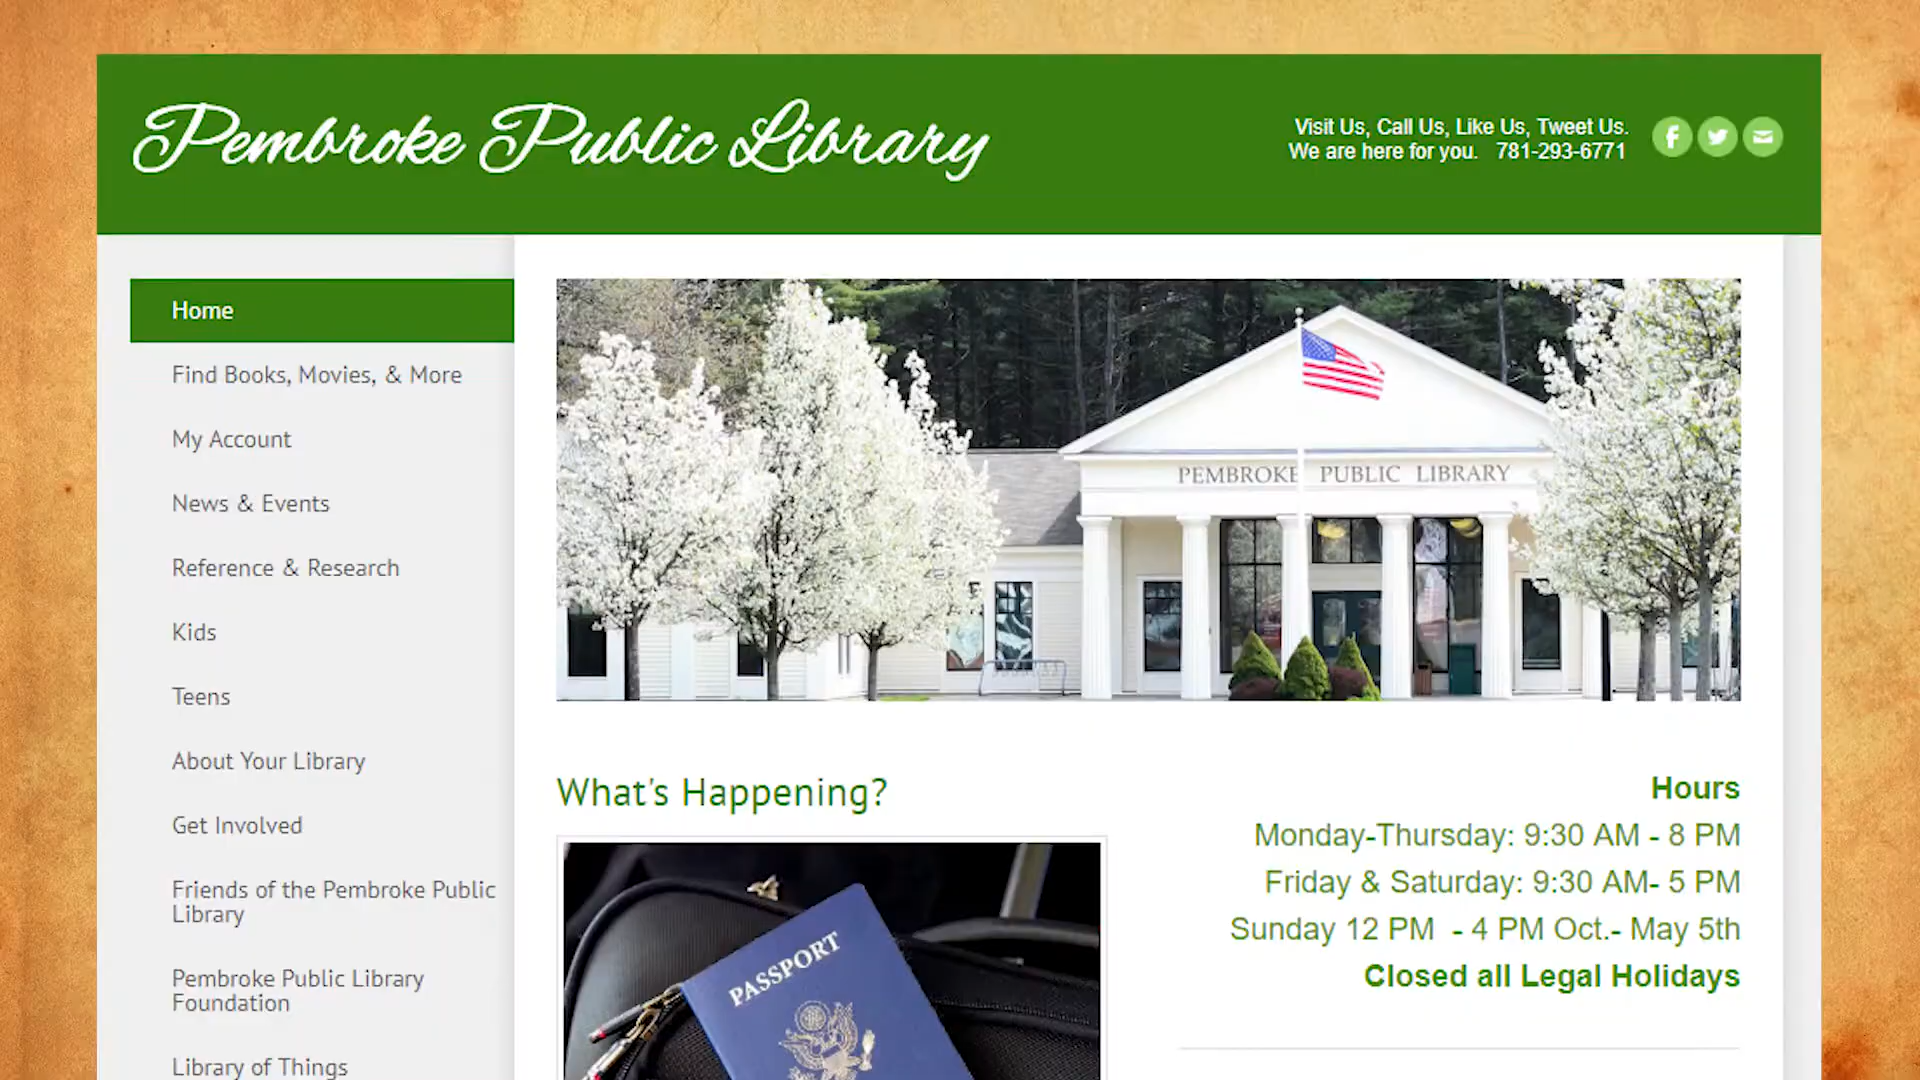 Pembroke Public Library
Visit Us, Call Us, Like Us, Tweet Us.
We are here for you. 781-293-6771
Home
Find Books, Movies, & More
My Account
News & Events
Reference & Research
Kids
Teens
About Your Library
Get Involved
Friends of the Pembroke Public
Library
Pembroke Public Library
Foundation
Library of Things
PEMBROKE PUBLIC LIBRARY
What's Happening?
PASSPORT
Hours
Monday-Thursday: 9:30 AM - 8 PM
Friday & Saturday: 9:30 AM- 5 PM
Sunday 12 PM - 4 PM Oct.- May 5th
Closed all Legal Holidays